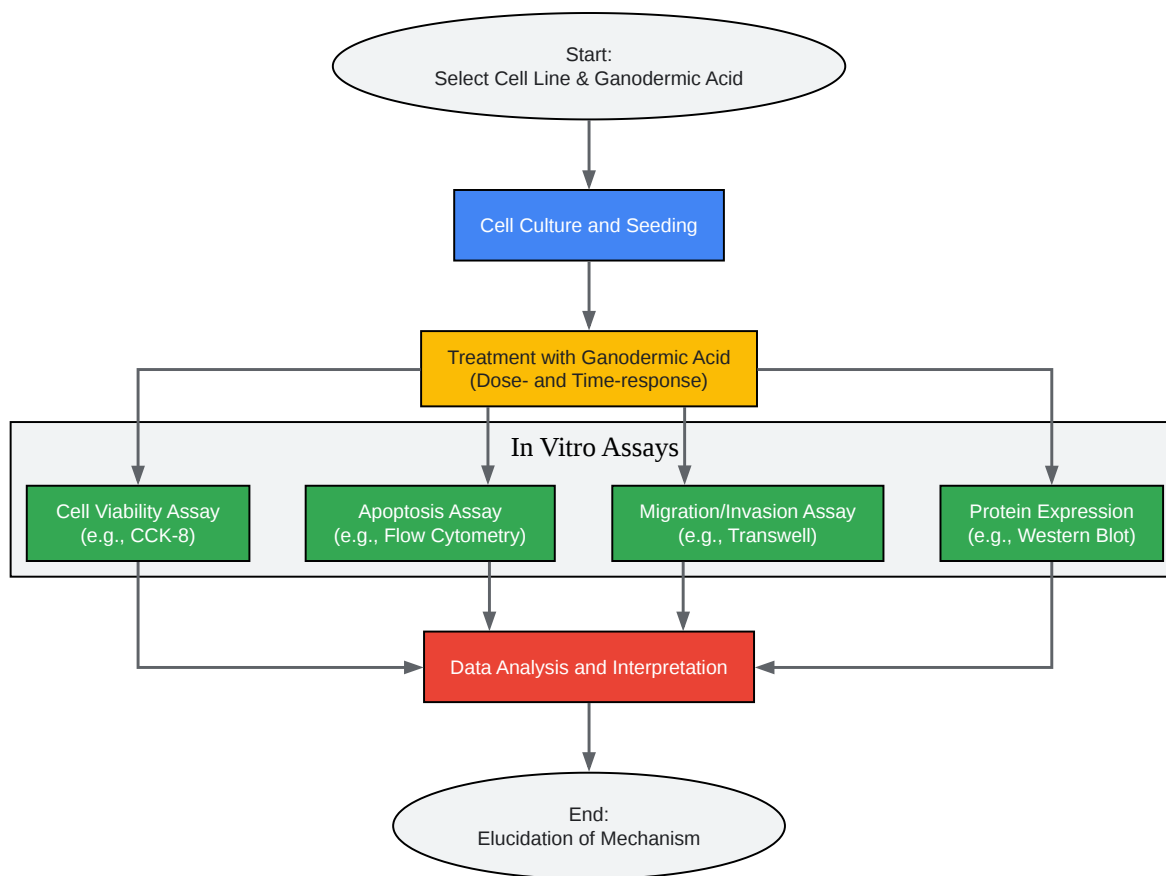 Start:
Select Cell Line & Ganodermic Acid
Cell Culture and Seeding
Treatment with Ganodermic Acid
(Dose- and Time-response)
In Vitro Assays
Cell Viability Assay
(e.g., CCK-8)
Apoptosis Assay
(e.g., Flow Cytometry)
Migration/Invasion Assay
(e.g., Transwell)
Protein Expression
(e.g., Western Blot)
Data Analysis and Interpretation
End:
Elucidation of Mechanism